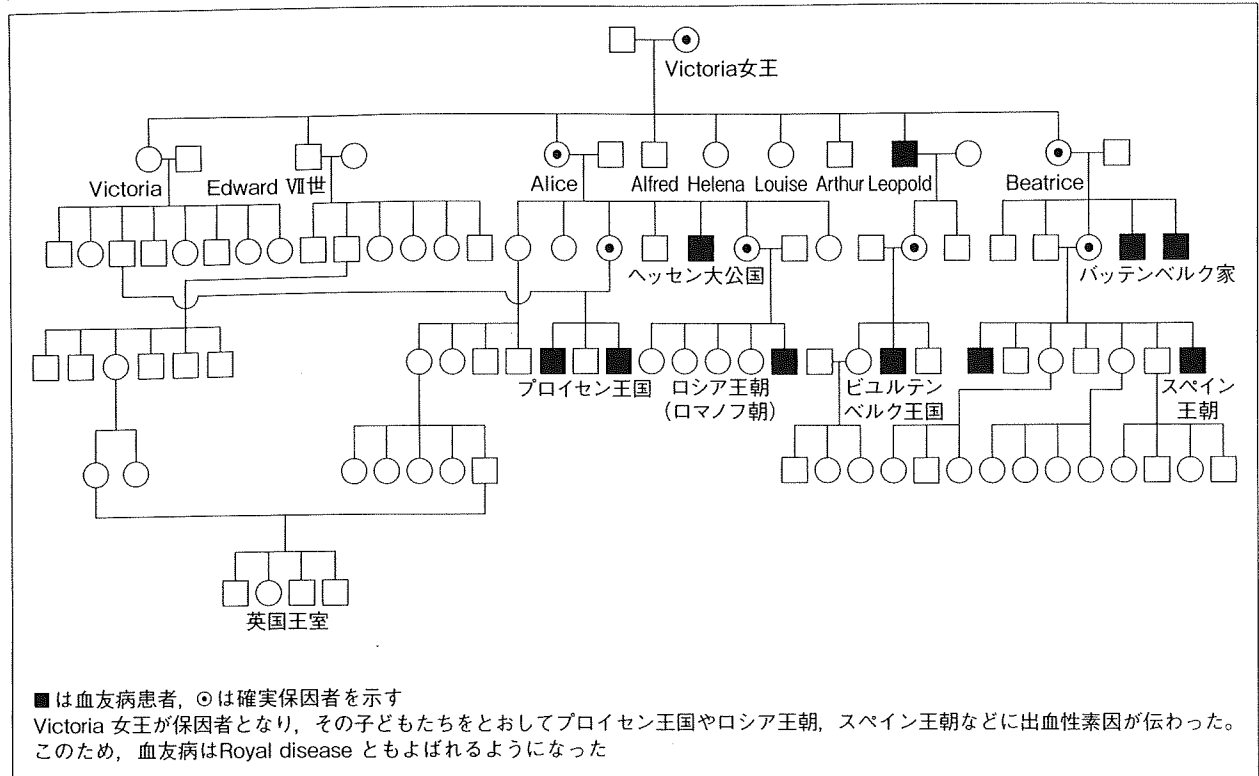 Victoria女王
Victoria Edward Ⅶ世 Alice Alfred Helena Louise Arthur Leopold Beatrice
ヘッセン大公国 バッテンベルク家
プロイセン王国 ロシア王朝 ビュルテン スペイン
(ロマノフ朝) ベルク王国 王朝
英国王室
■は血友病患者,⊙は確実保因者を示す
Victoria 女王が保因者となり,その子どもたちをとおしてプロイセン王国やロシア王朝,スペイン王朝などに出血性素因が伝わった。
このため,血友病はRoyal disease ともよばれるようになった